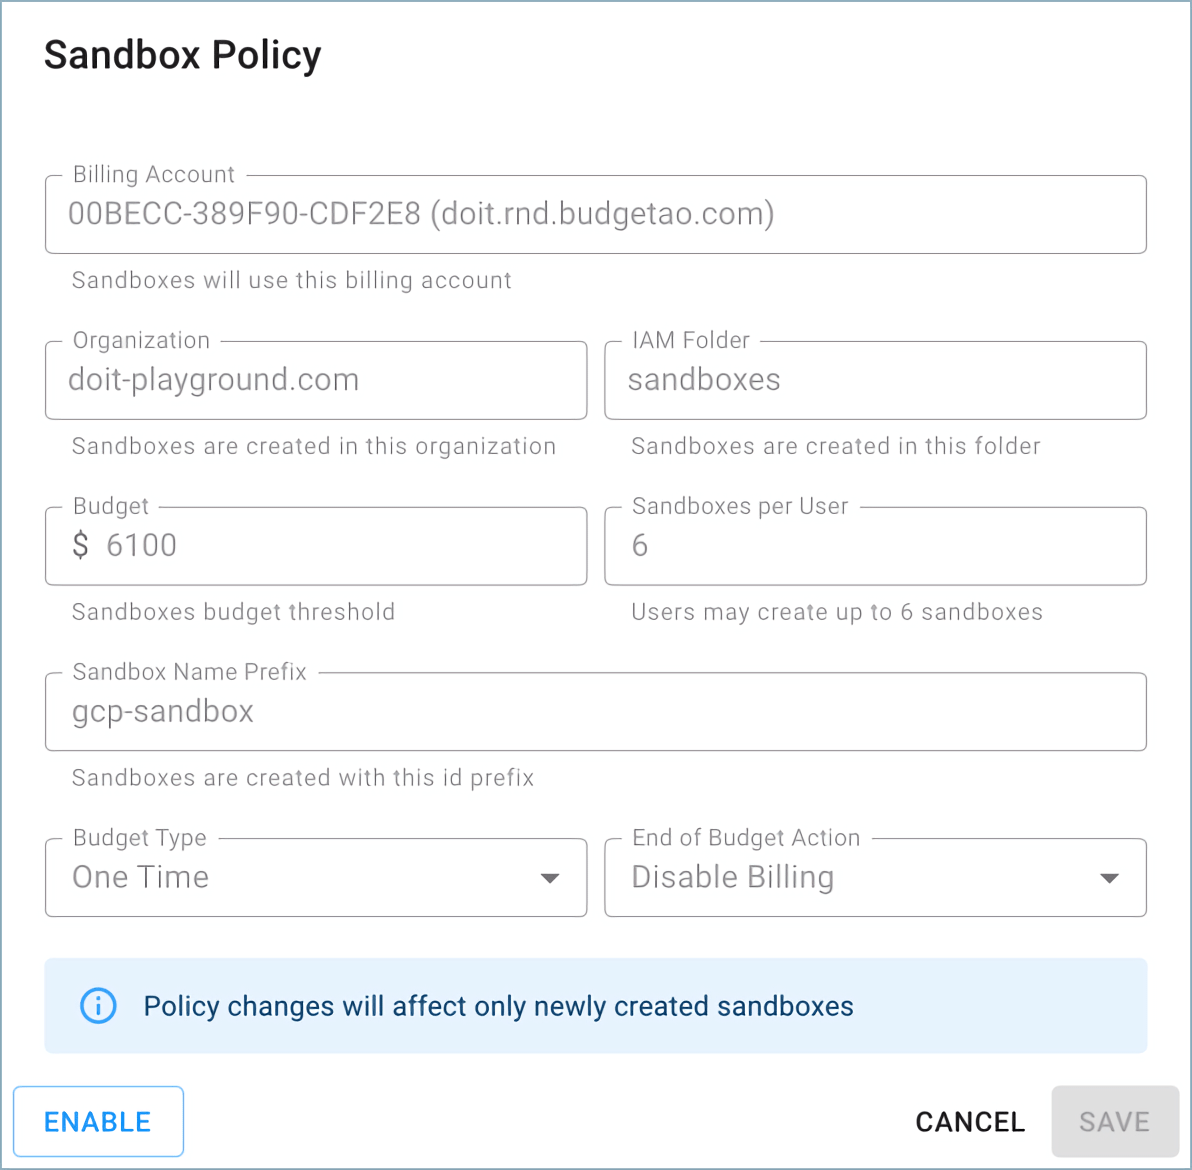 Sandbox Policy
Billing Account
00BECC-389F90-CDF2E8 (doit.rnd.budgetao.com)
Sandboxes will use this billing account
Organization
doit-playground.com
Sandboxes are created in this organization
IAM Folder
sandboxes
Sandboxes are created in this folder
Budget
$ 6100
Sandboxes budget threshold
Sandboxes per User
6
Users may create up to 6 sandboxes
Sandbox Name Prefix
gcp-sandbox
Sandboxes are created with this id prefix
Budget Type
One Time
End of Budget Action
Disable Billing
Policy changes will affect only newly created sandboxes
ENABLE
CANCEL
SAVE